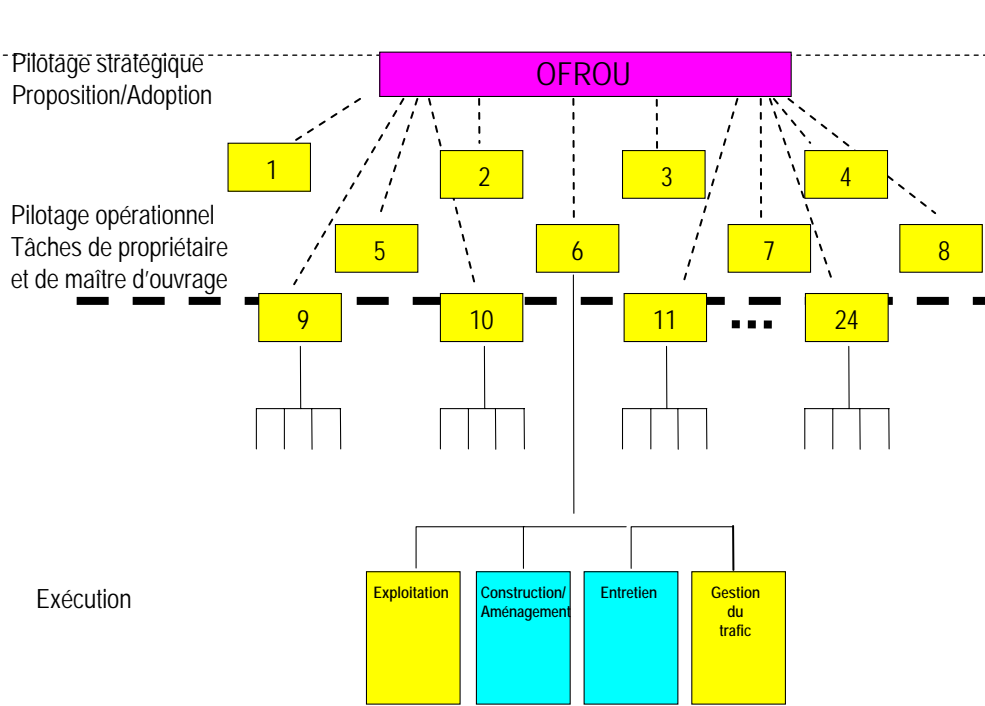 Pilotage stratégique
Proposition/Adoption
OFROU
1
2
3
4
Pilotage opérationnel
Tâches de propriétaire
et de maître d'ouvrage
5
6
7
8
9
10
11
...
24
Exécution
Exploitation
Construction/
Aménagement
Entretien
Gestion
du
trafic